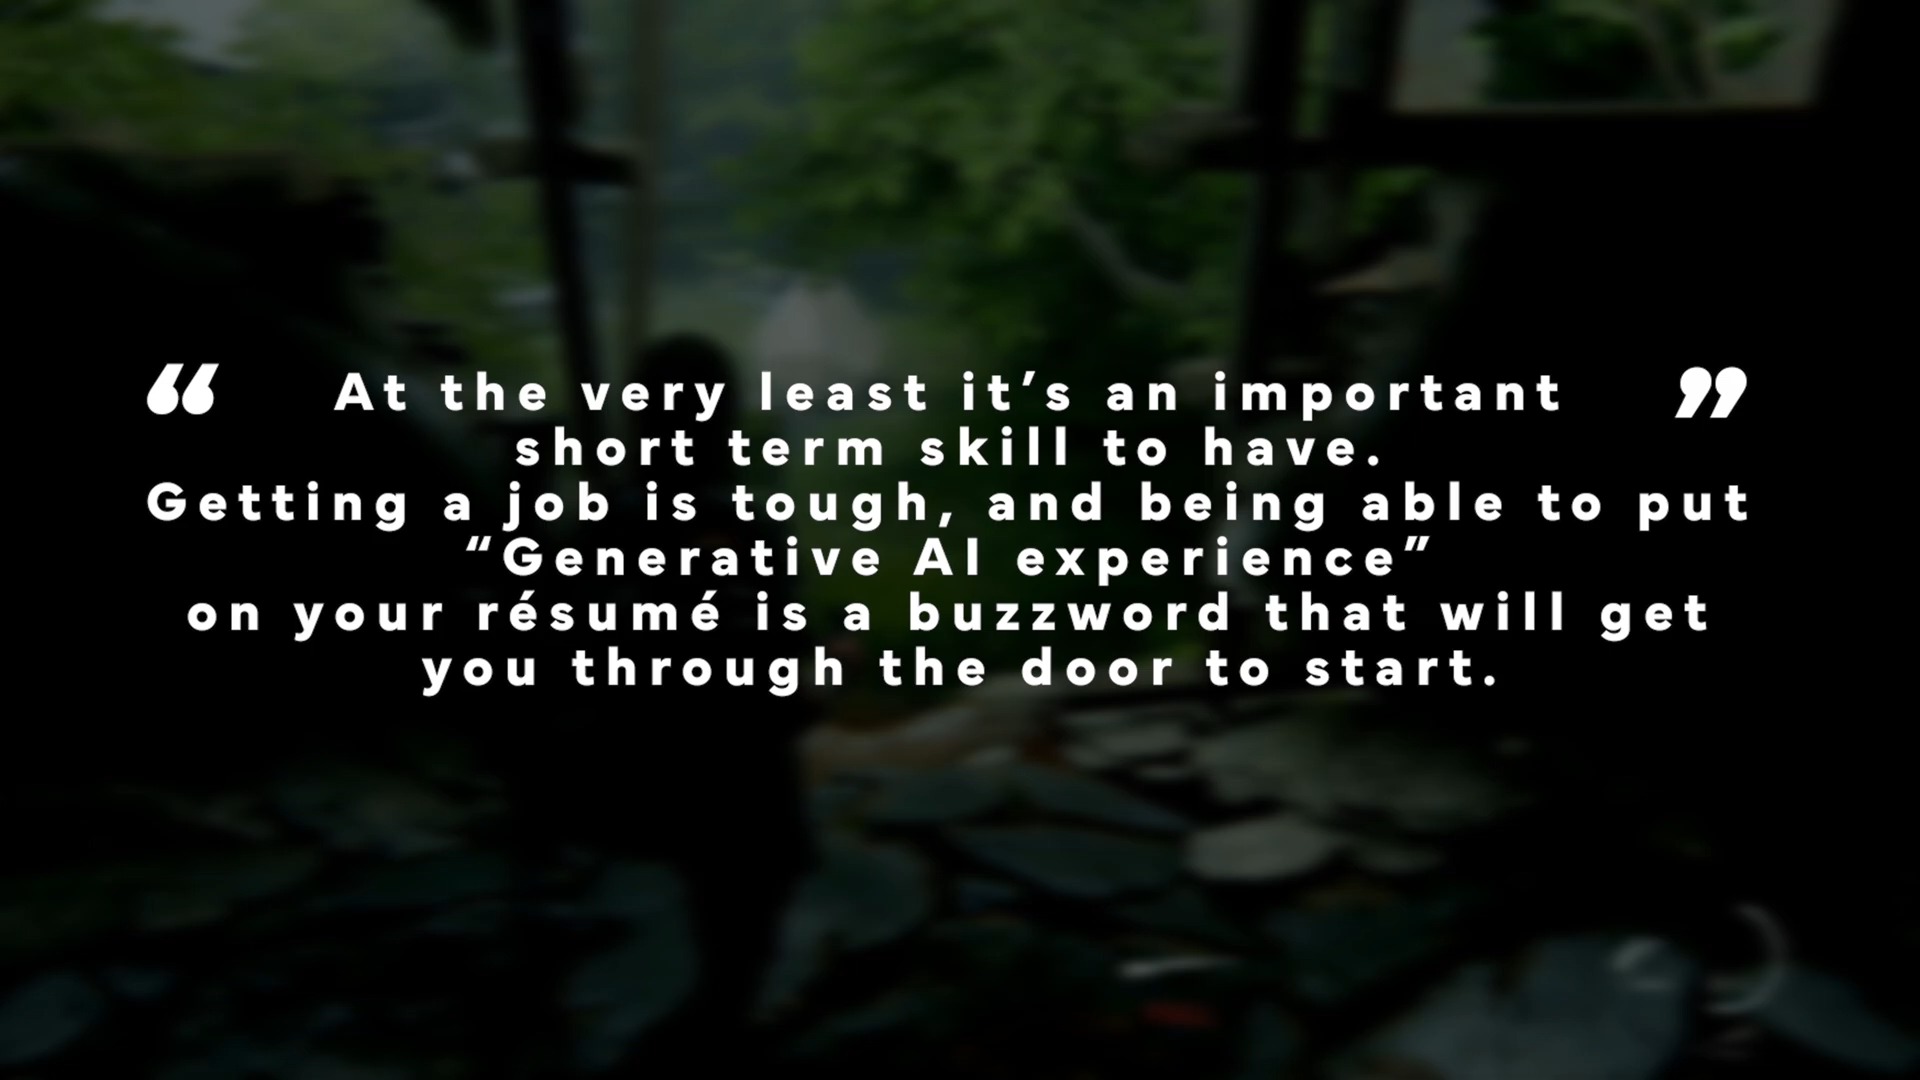 “ At the very least it’s an important ”
short term skill to have.
Getting a job is tough, and being able to put
“Generative AI experience”
on your résumé is a buzzword that will get
you through the door to start.